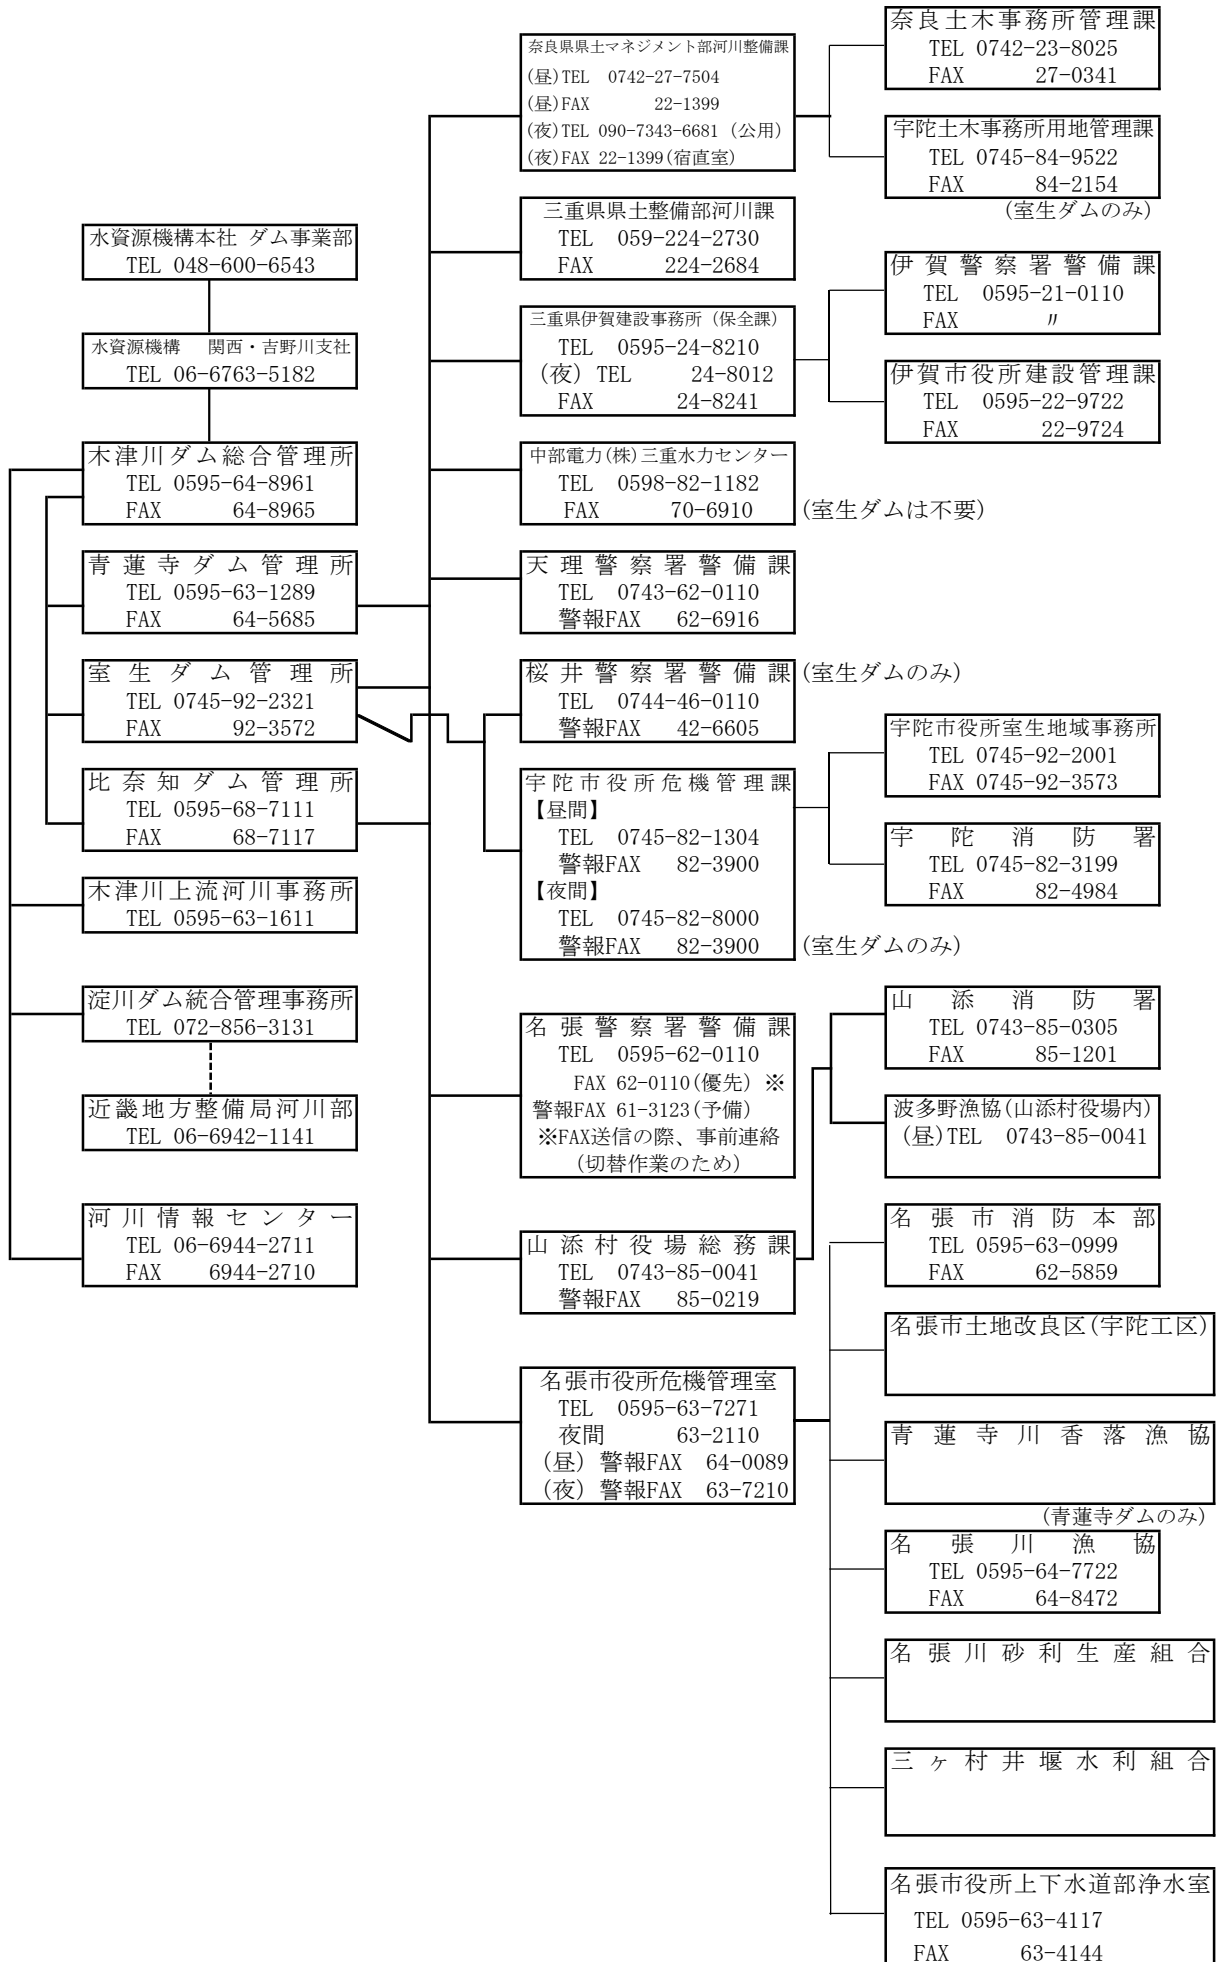 水資源機構本社 ダム事業部
TEL 048-600-6543
水資源機構 関西・吉野川支社
TEL 06-6763-5182
木津川ダム総合管理所
TEL 0595-64-8961
FAX 64-8965
青蓮寺ダム管理所
TEL 0595-63-1289
FAX 64-5685
室生ダム管理所
TEL 0745-92-2321
FAX 92-3572
比奈知ダム管理所
TEL 0595-68-7111
FAX 68-7117
木津川上流河川事務所
TEL 0595-63-1611
淀川ダム統合管理事務所
TEL 072-856-3131
近畿地方整備局河川部
TEL 06-6942-1141
河川情報センター
TEL 06-6944-2711
FAX 6944-2710
奈良県県土マネジメント部河川整備課
(昼)TEL 0742-27-7504
(昼)FAX 22-1399
(夜)TEL 090-7343-6681 (公用)
(夜)FAX 22-1399(宿直室)
三重県県土整備部河川課
TEL 059-224-2730
FAX 224-2684
三重県伊賀建設事務所 (保全課)
TEL 0595-24-8210
(夜) TEL 24-8012
FAX 24-8241
中部電力(株)三重水力センター
TEL 0598-82-1182
FAX 70-6910
(室生ダムは不要)
天理警察署警備課
TEL 0743-62-0110
警報FAX 62-6916
桜井警察署警備課
(室生ダムのみ)
TEL 0744-46-0110
警報FAX 42-6605
宇陀市役所危機管理課
【昼間】
TEL 0745-82-1304
警報FAX 82-3900
【夜間】
TEL 0745-82-8000
警報FAX 82-3900
(室生ダムのみ)
名張警察署警備課
TEL 0595-62-0110
FAX 62-0110(優先) ※
警報FAX 61-3123(予備)
※FAX送信の際、事前連絡
(切替作業のため)
山添村役場総務課
TEL 0743-85-0041
警報FAX 85-0219
名張市役所危機管理室
TEL 0595-63-7271
夜間 63-2110
(昼) 警報FAX 64-0089
(夜) 警報FAX 63-7210
奈良土木事務所管理課
TEL 0742-23-8025
FAX 27-0341
宇陀土木事務所用地管理課
TEL 0745-84-9522
FAX 84-2154
(室生ダムのみ)
伊賀警察署警備課
TEL 0595-21-0110
FAX 〃
伊賀市役所建設管理課
TEL 0595-22-9722
FAX 22-9724
宇陀市役所室生地域事務所
TEL 0745-92-2001
FAX 0745-92-3573
宇陀消防署
TEL 0745-82-3199
FAX 82-4984
山添消防署
TEL 0743-85-0305
FAX 85-1201
波多野漁協(山添村役場内)
(昼)TEL 0743-85-0041
名張市消防本部
TEL 0595-63-0999
FAX 62-5859
名張市土地改良区(宇陀工区)
青蓮寺川香落漁協
(青蓮寺ダムのみ)
名張川漁協
TEL 0595-64-7722
FAX 64-8472
名張川砂利生産組合
三ヶ村井堰水利組合
名張市役所上下水道部浄水室
TEL 0595-63-4117
FAX 63-4144